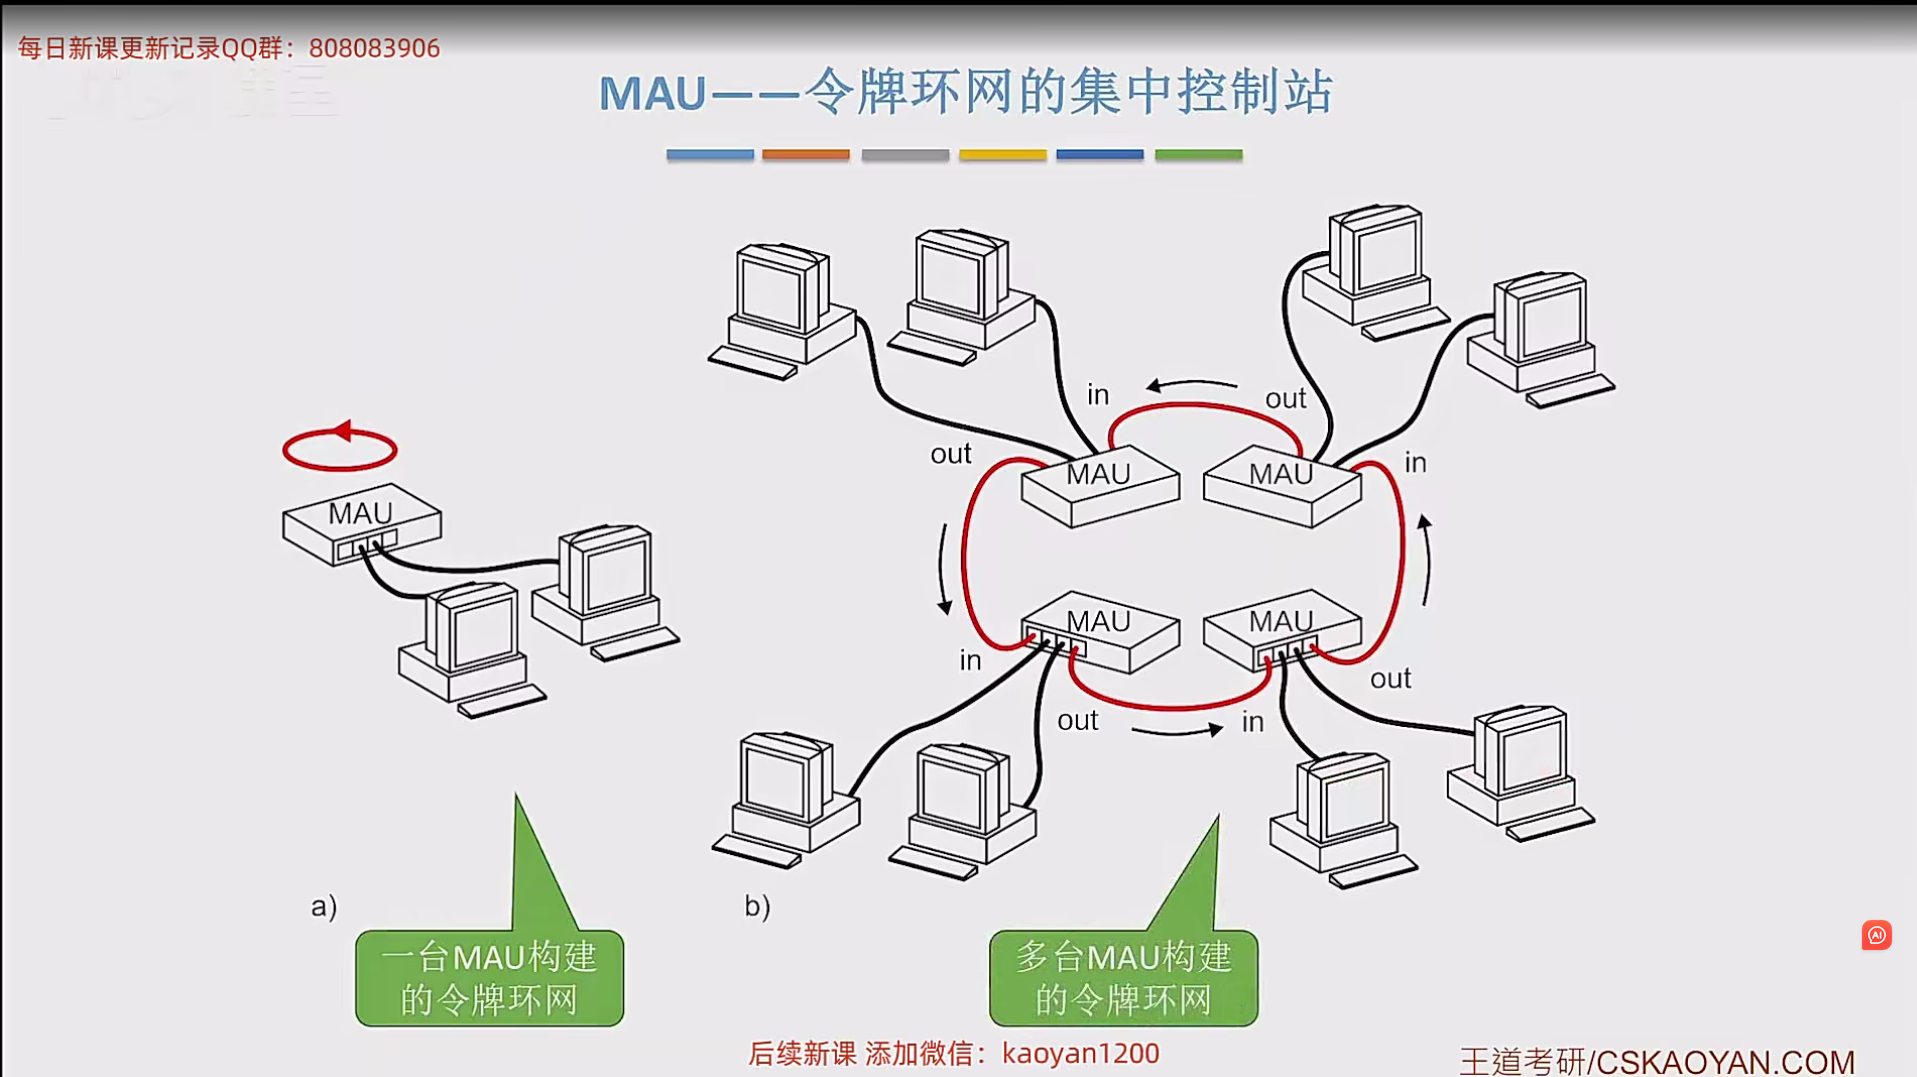 每日新课更新记录QQ群：808083906
MAU——令牌环网的集中控制站
in
out
out
MAU
MAU
in
MAU
MAU
MAU
in
out
out
in
a)
b)
一台MAU构建
的令牌环网
多台MAU构建
的令牌环网
AI
后续新课 添加微信：kaoyan1200
王道考研/CSKAOYAN.COM